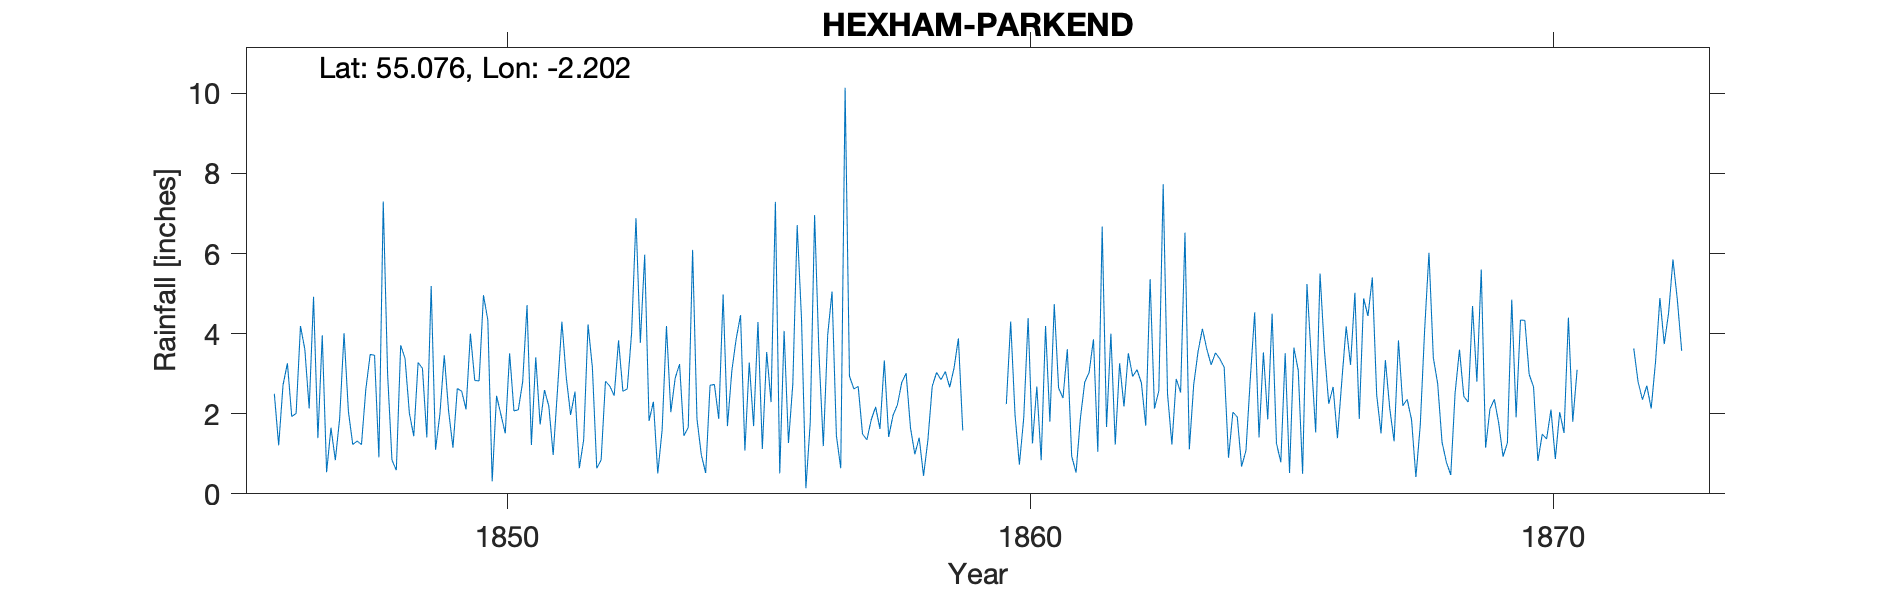 HEXHAM-PARKEND
Lat: 55.076, Lon: -2.202
10
8
6
4
2
0
Rainfall [inches]
1850 1860 1870
Year